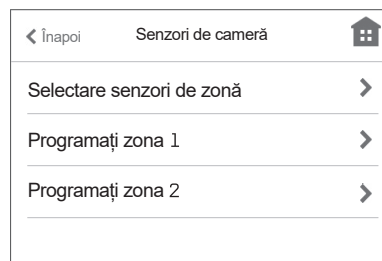 Înapoi Senzori de cameră
Selectare senzori de zonă
Programați zona 1
Programați zona 2